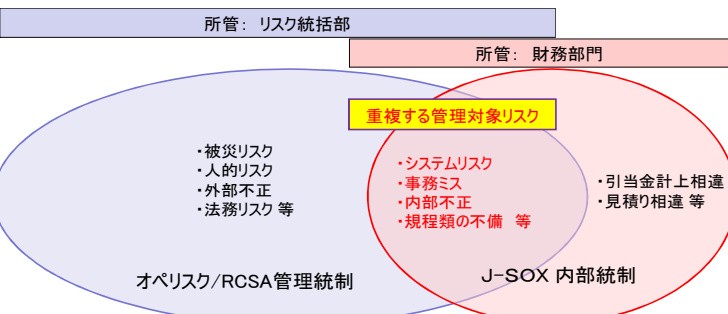 所管： リスク統括部
所管： 財務部門
重複する管理対象リスク
・被災リスク
・人的リスク
・外部不正
・法務リスク 等
・システムリスク
・事務ミス
・内部不正
・規程類の不備 等
・引当金計上相違
・見積り相違 等
オペリスク/RCSA管理統制
J-SOX 内部統制